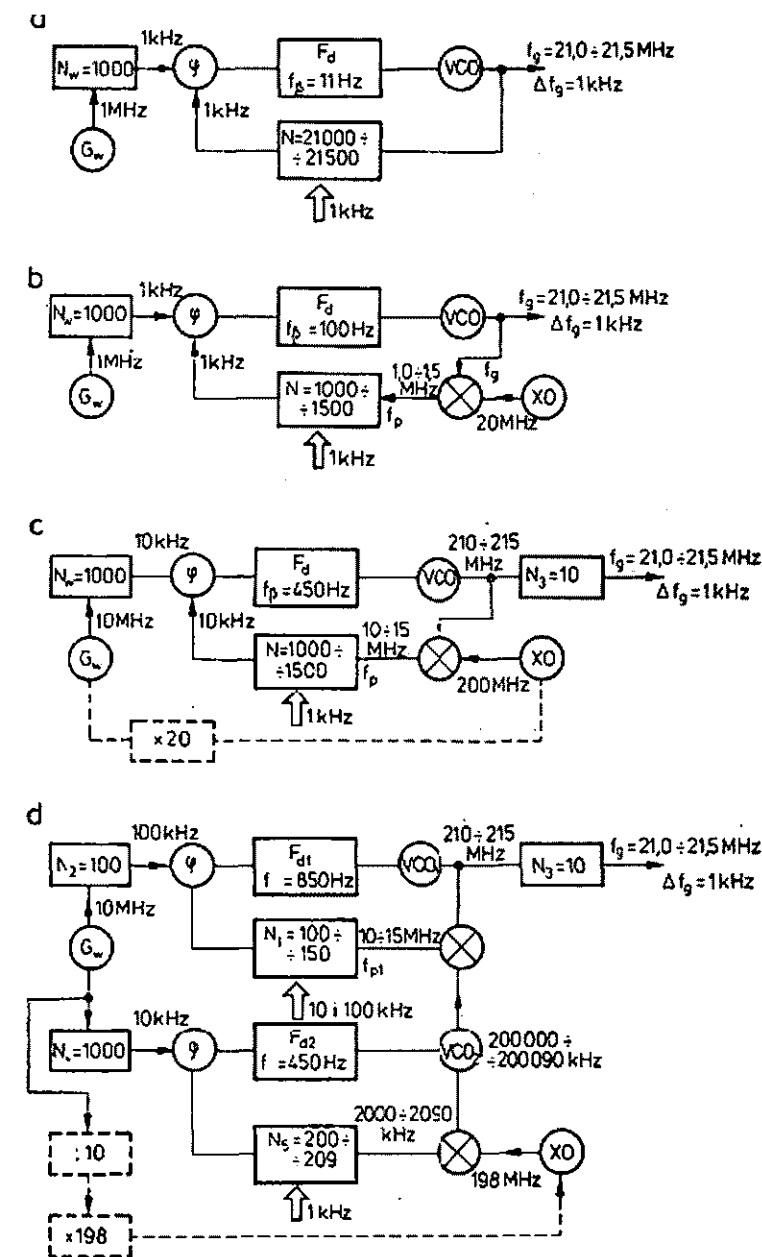 a
1kHz
N_w=1000
φ
F_d
f_β=11Hz
VCO
f_g=21,0÷21,5MHz
Δf_g=1kHz
1MHz
1kHz
G_w
N=21000÷
÷21500
1kHz
b
1kHz
N_w=1000
φ
F_d
f_β=100Hz
VCO
f_g=21,0÷21,5MHz
Δf_g=1kHz
1MHz
1kHz
G_w
N=1000÷
÷1500
1,0÷1,5
MHz
f_p
f_g
XO
20MHz
1kHz
c
10kHz
N_w=1000
φ
F_d
f_β=450Hz
VCO
210÷215
MHz
N_3=10
f_g=21,0÷21,5MHz
Δf_g=1kHz
10MHz
10kHz
G_w
N=1000÷
÷1500
10÷15
MHz
f_p
XO
200MHz
1kHz
×20
d
100kHz
N_2=100
φ
F_d1
f =850Hz
VCO
210÷215
MHz
N_3=10
f_g=21,0÷21,5MHz
Δf_g=1kHz
10MHz
G_w
N_1=100÷
÷150
10÷15MHz
f_p1
10 i 100kHz
10kHz
=1000
φ
F_d2
f =450Hz
VCO_2
200000÷
÷200090kHz
:10
N_5=200÷
÷209
2000÷2090
kHz
XO
198MHz
1kHz
×198